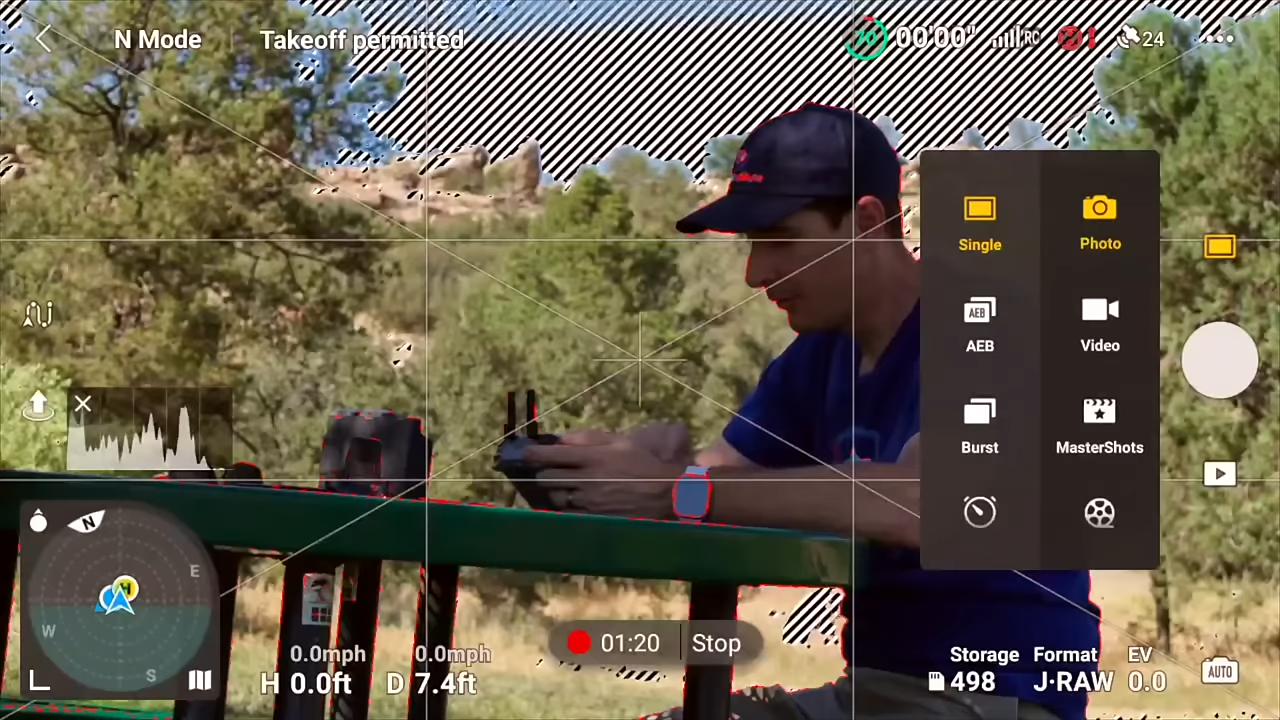 N Mode
Takeoff permitted
70
00'00"
RC
24
Single
Photo
AEB
AEB
Video
Burst
MasterShots
N
E
W
S
H
0.0mph
0.0mph
H 0.0ft
D 7.4ft
01:20
Stop
Storage
Format
EV
498
J·RAW
0.0
AUTO